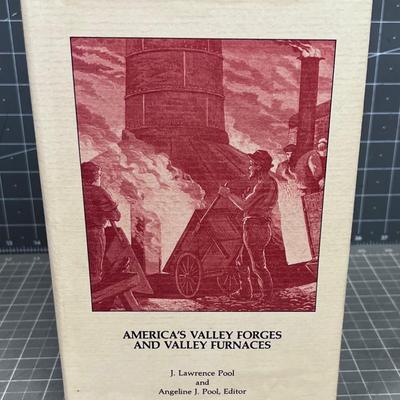 AMERICA'S VALLEY FORGES
AND VALLEY FURNACES
J. Lawrence Pool
and
Angeline J. Pool, Editor